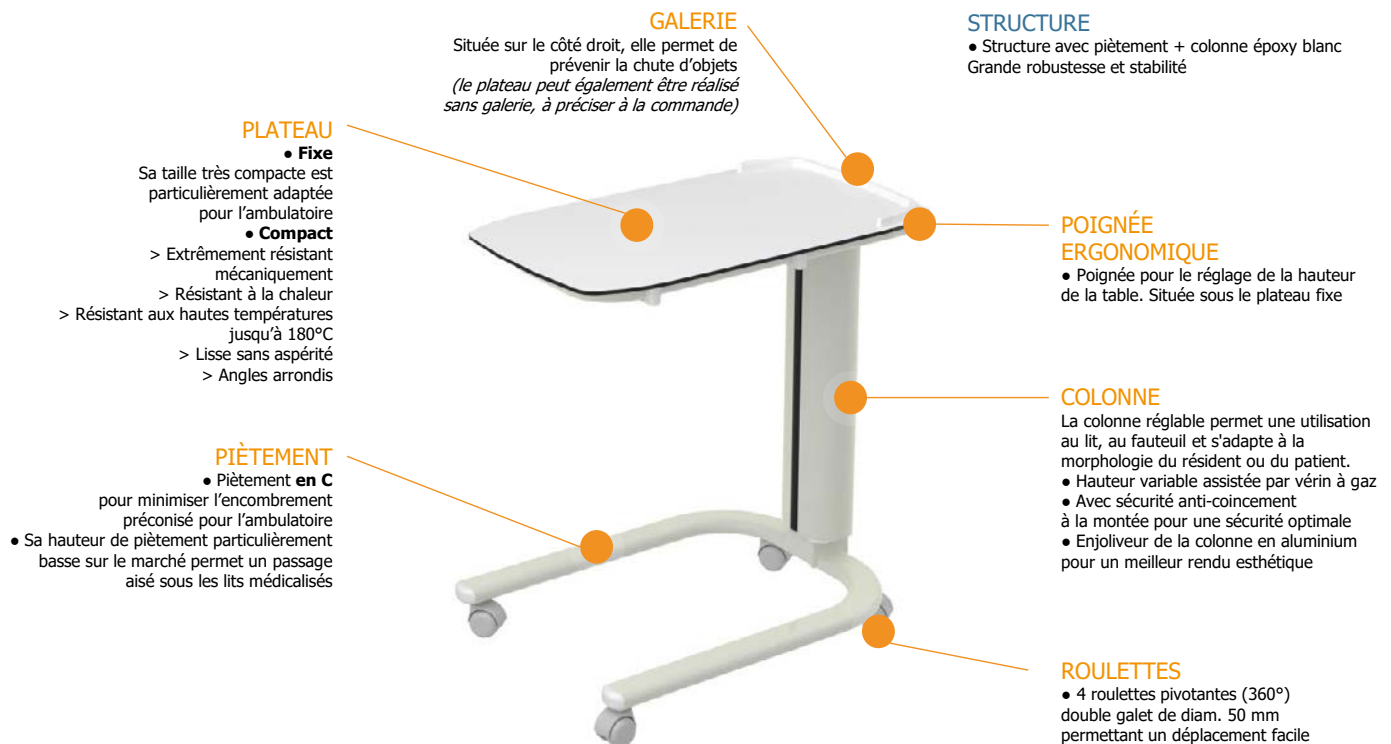 GALERIE
Située sur le côté droit, elle permet de
prévenir la chute d'objets
(le plateau peut également être réalisé
sans galerie, à préciser à la commande)
STRUCTURE
● Structure avec piètement + colonne époxy blanc
Grande robustesse et stabilité
PLATEAU
● Fixe
Sa taille très compacte est
particulièrement adaptée
pour l'ambulatoire
● Compact
> Extrêmement résistant
mécaniquement
> Résistant à la chaleur
> Résistant aux hautes températures
jusqu'à 180°C
> Lisse sans aspérité
> Angles arrondis
POIGNÉE
ERGONOMIQUE
● Poignée pour le réglage de la hauteur
de la table. Située sous le plateau fixe
COLONNE
La colonne réglable permet une utilisation
au lit, au fauteuil et s'adapte à la
morphologie du résident ou du patient.
● Hauteur variable assistée par vérin à gaz
● Avec sécurité anti-coincement
à la montée pour une sécurité optimale
● Enjoliveur de la colonne en aluminium
pour un meilleur rendu esthétique
PIÈTEMENT
● Piètement en C
pour minimiser l'encombrement
préconisé pour l'ambulatoire
● Sa hauteur de piètement particulièrement
basse sur le marché permet un passage
aisé sous les lits médicalisés
ROULETTES
● 4 roulettes pivotantes (360°)
double galet de diam. 50 mm
permettant un déplacement facile